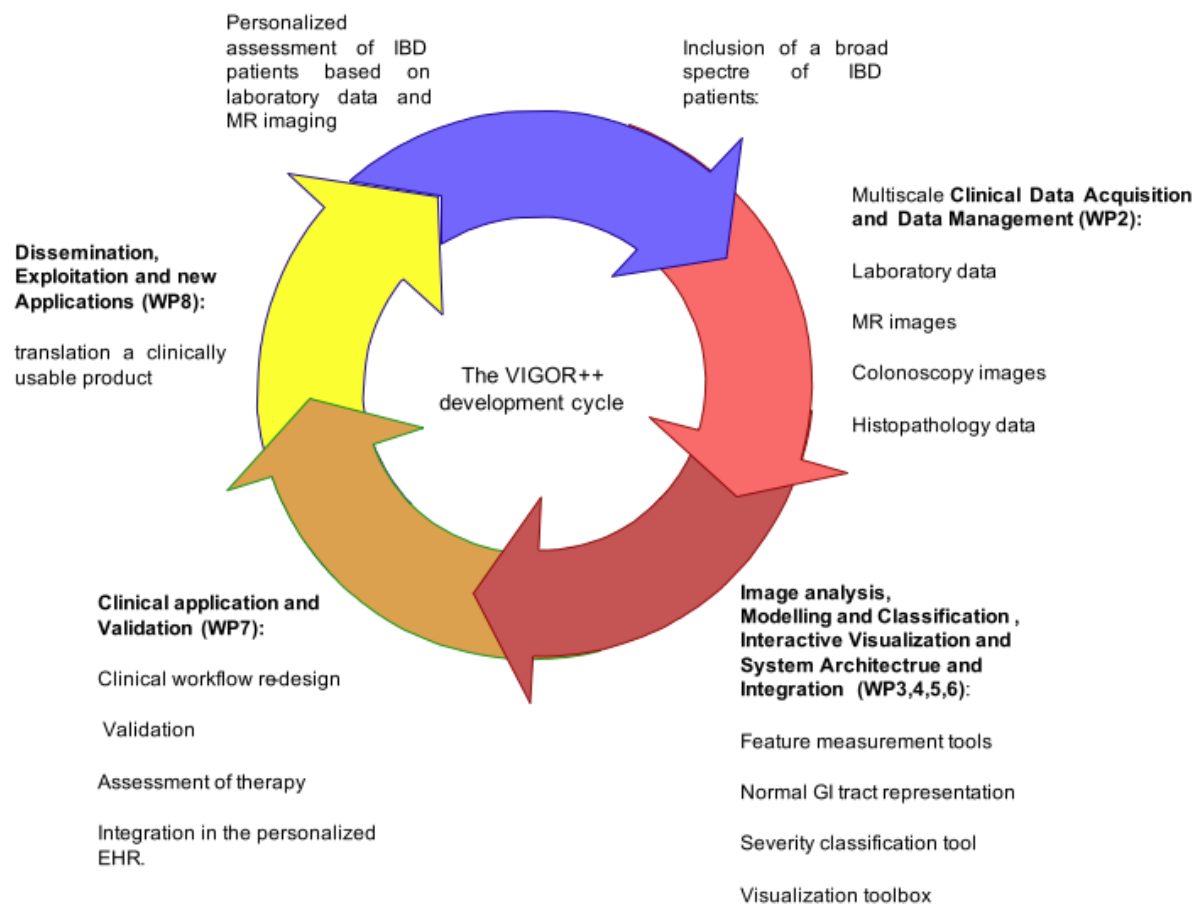 Personalized
assessment of IBD
patients based on
laboratory data and
MR imaging
Inclusion of a broad
spectre of IBD
patients:
Multiscale Clinical Data Acquisition
and Data Management (WP2):
Laboratory data
MR images
Colonoscopy images
Histopathology data
Dissemination,
Exploitation and new
Applications (WP8):
translation a clinically
usable product
The VIGOR++
development cycle
Clinical application and
Validation (WP7):
Clinical workflow re-design
Validation
Assessment of therapy
Integration in the personalized
EHR.
Image analysis,
Modelling and Classification ,
Interactive Visualization and
System Architectrue and
Integration (WP3,4,5,6):
Feature measurement tools
Normal GI tract representation
Severity classification tool
Visualization toolbox